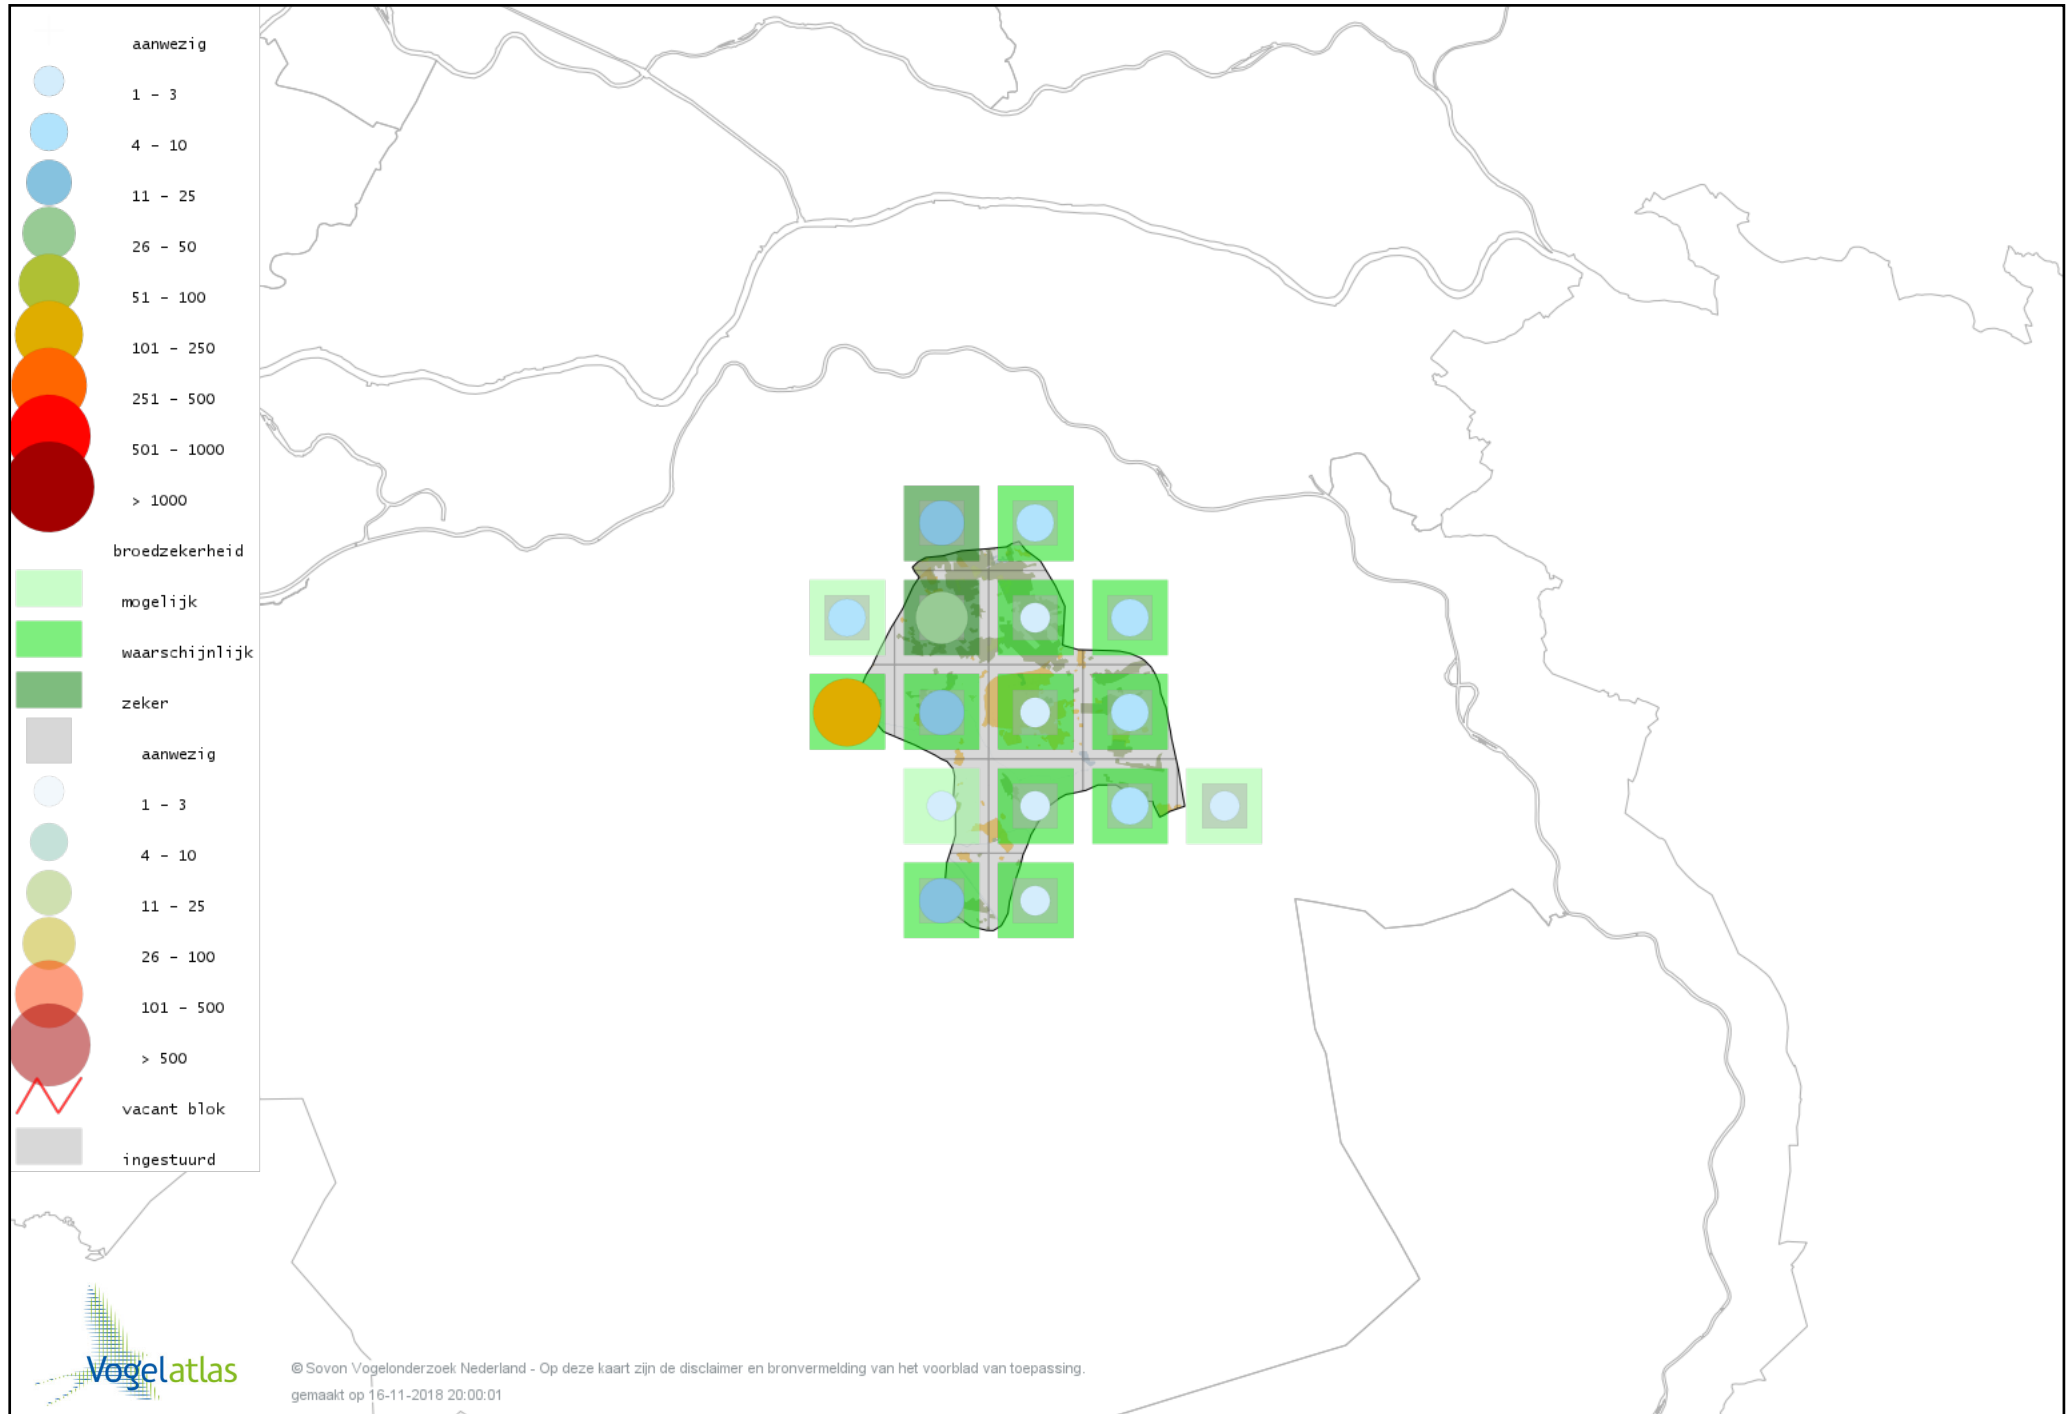 aanwezig
1 - 3
4 - 10
11 - 25
26 - 50
51 - 100
101 - 250
251 - 500
501 - 1000
> 1000
broedzekerheid
mogelijk
waarschijnlijk
zeker
aanwezig
1 - 3
4 - 10
11 - 25
26 - 100
101 - 500
> 500
vacant blok
ingestuurd
Vogelatlas
© Sovon Vogelonderzoek Nederland - Op deze kaart zijn de disclaimer en bronvermelding van het voorblad van toepassing.
gemaakt op 16-11-2018 20:00:01